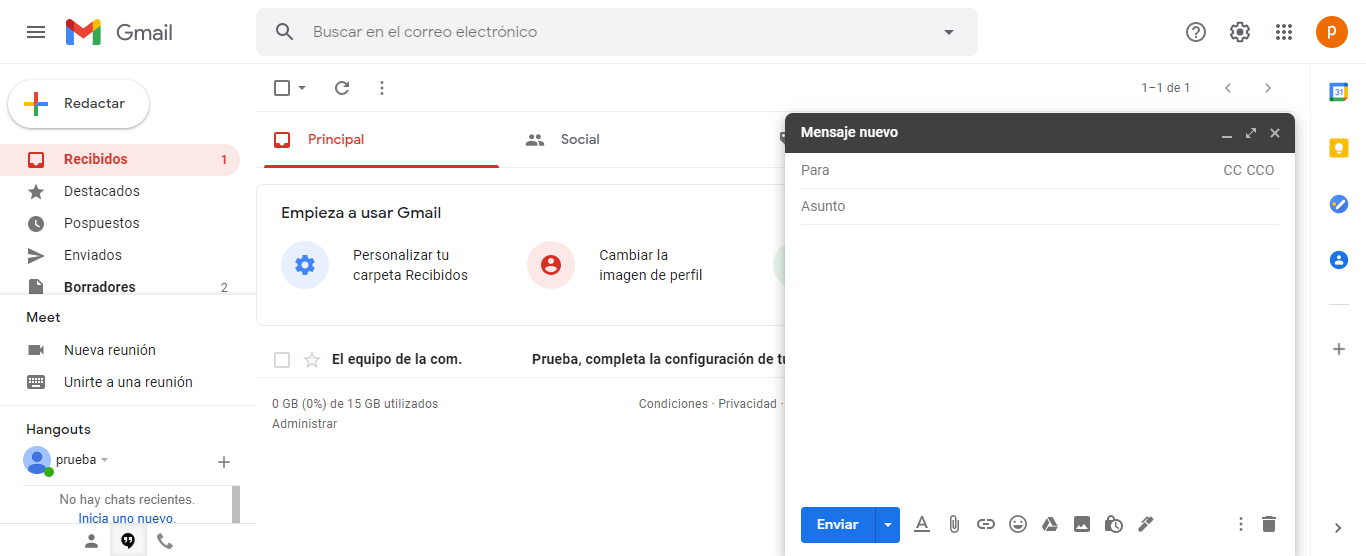 Gmail
Buscar en el correo electrónico
p
Redactar
1–1 de 1
31
Principal
Social
Mensaje nuevo
Recibidos 1
Destacados
Pospuestos
Enviados
Borradores 2
Para CC CCO
Asunto
Empieza a usar Gmail
Personalizar tu
carpeta Recibidos
Cambiar la
imagen de perfil
Meet
Nueva reunión
Unirte a una reunión
El equipo de la com. Prueba, completa la configuración de tu
0 GB (0%) de 15 GB utilizados
Administrar
Condiciones · Privacidad ·
Hangouts
prueba
No hay chats recientes.
Inicia uno nuevo.
Enviar